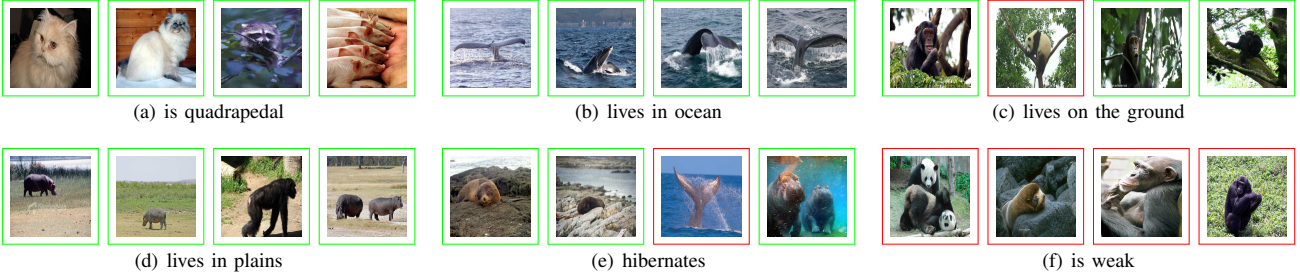 (a) is quadrapedal
(b) lives in ocean
(c) lives on the ground
(d) lives in plains
(e) hibernates
(f) is weak